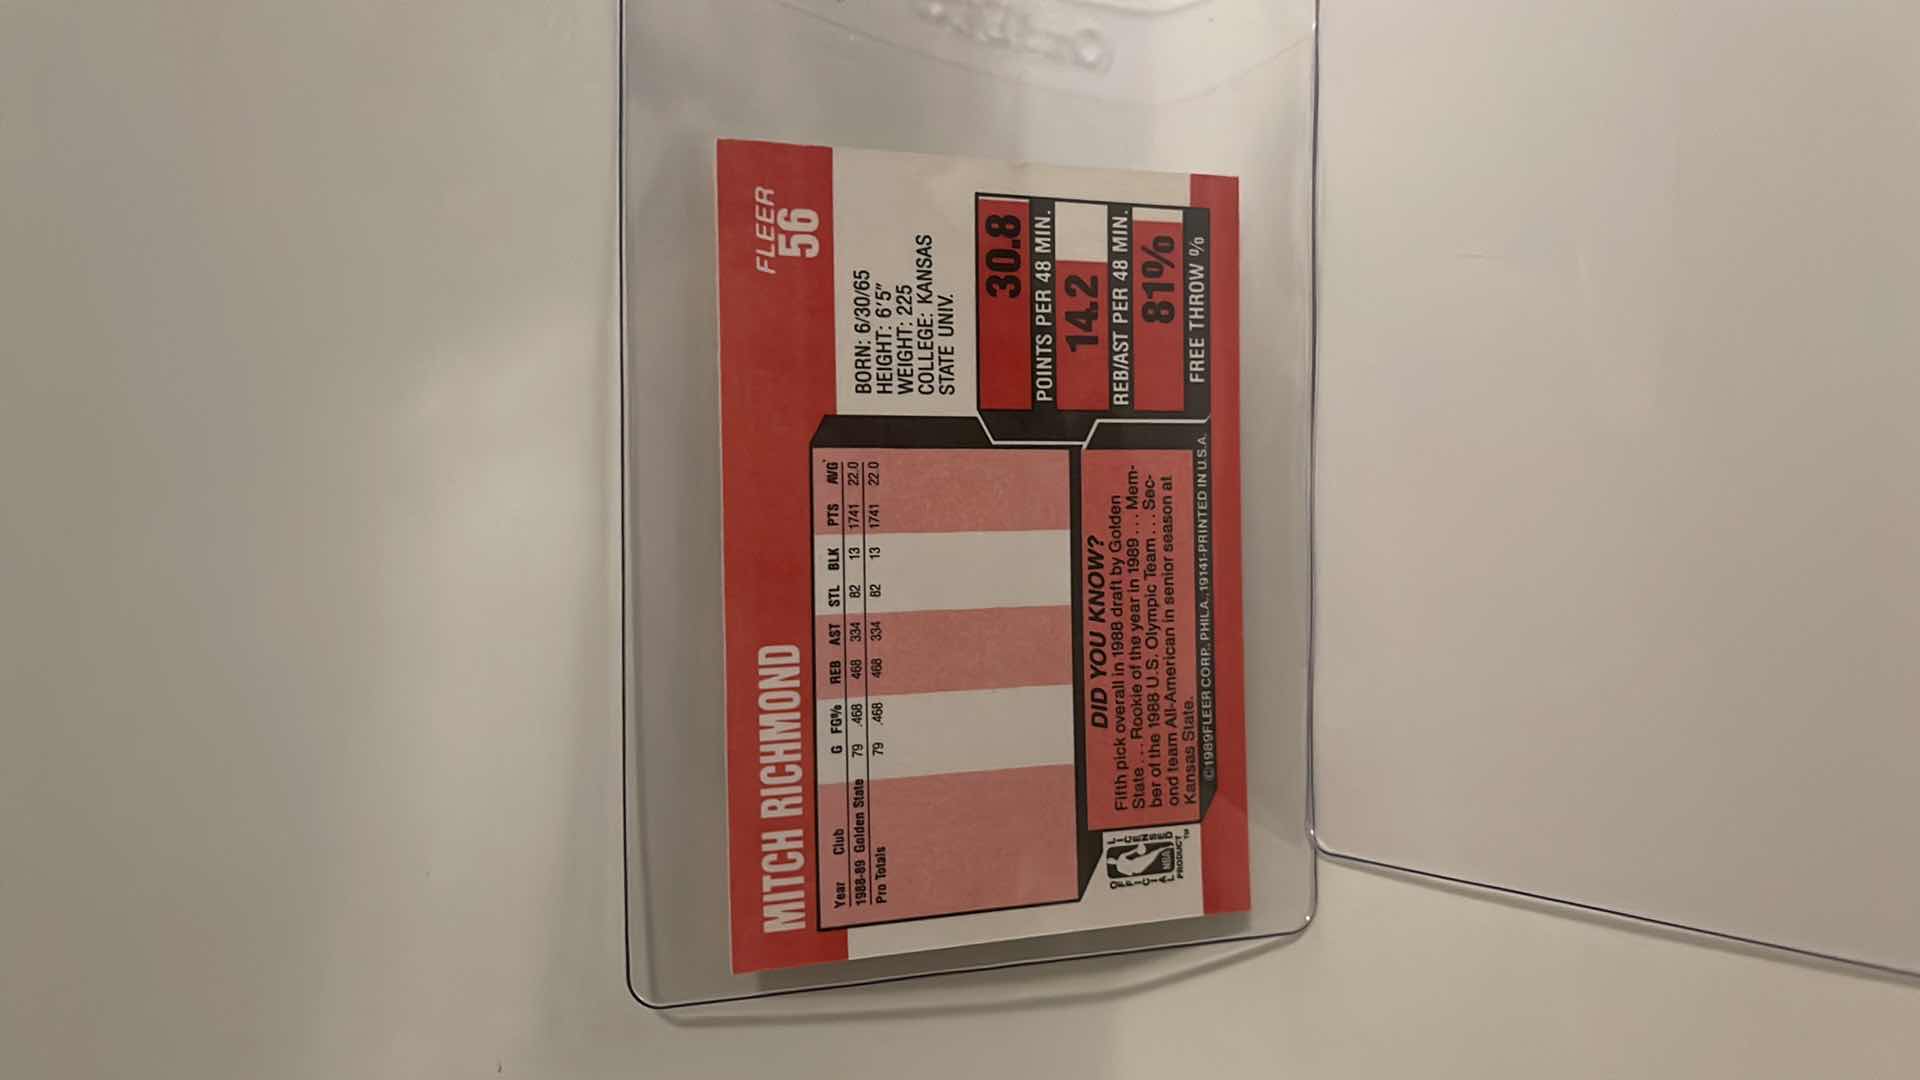 FLEER
MITCH RICHMOND 56
BORN: 6/30/65
HEIGHT: 6'5"
WEIGHT: 225
COLLEGE: KANSAS
STATE UNIV.
Year Club G FG% REB AST STL BLK PTS AVG
1988-89 Golden State 79 .468 468 334 82 13 1741 22.0
Pro Totals 79 .468 468 334 82 13 1741 22.0
30.8
POINTS PER 48 MIN.
14.2
REB/AST PER 48 MIN.
81%
FREE THROW %
DID YOU KNOW?
Fifth pick overall in 1988 draft by Golden
State . . . Rookie of the year in 1989 . . . Mem-
ber of the 1988 U.S. Olympic Team . . . Sec-
ond team All-American in senior season at
Kansas State.
OFFICIAL LICENSED
NBA
PRODUCT™
©1989FLEER CORP., PHILA., 19141-PRINTED IN U.S.A.